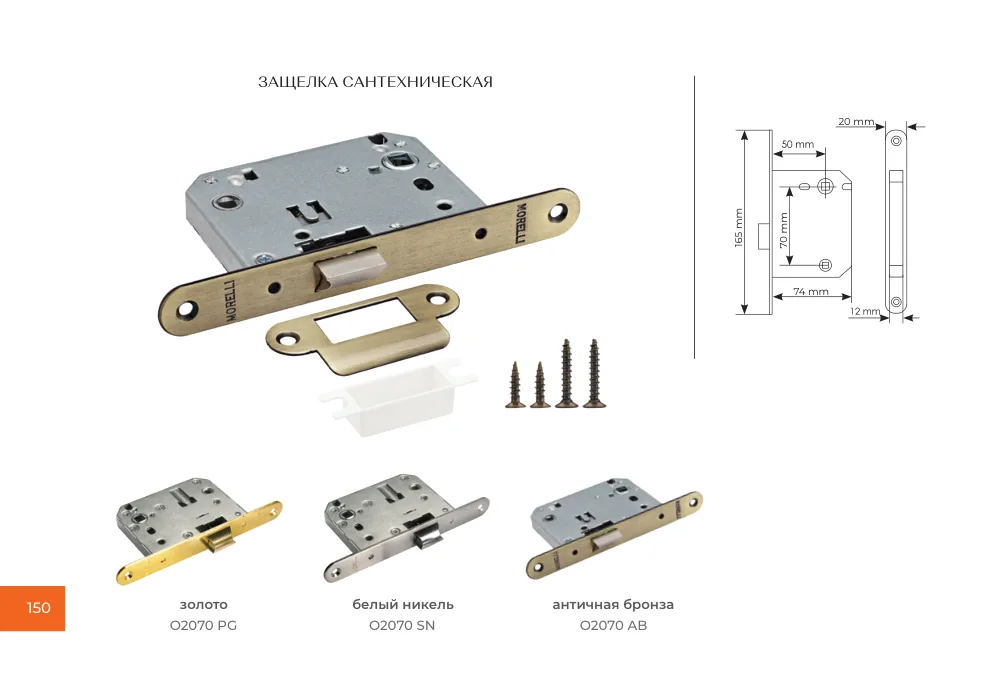 ЗАЩЕЛКА САНТЕХНИЧЕСКАЯ
MORELLI
MORELLI
20 mm
50 mm
165 mm
70 mm
74 mm
12 mm
золото
O2070 PG
белый никель
O2070 SN
античная бронза
O2070 AB
150